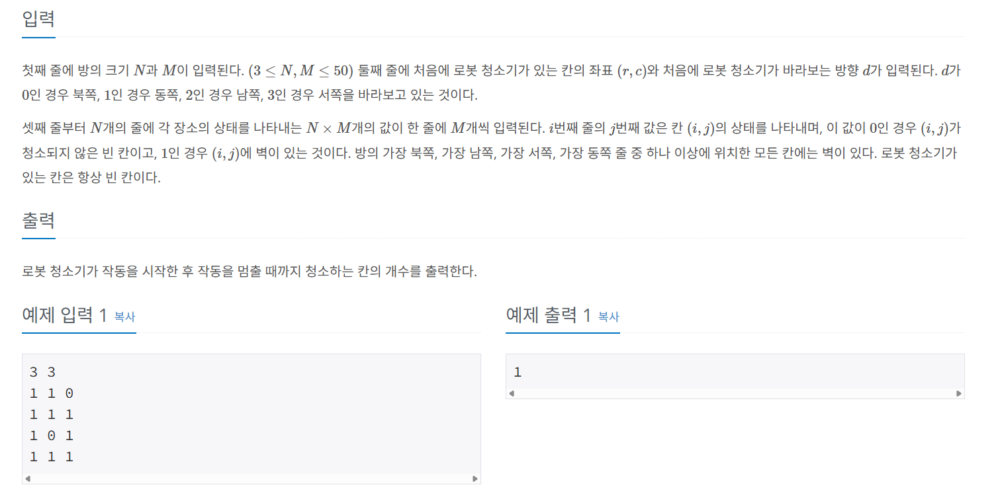 입력
첫째 줄에 방의 크기 N과 M이 입력된다. (3 ≤ N, M ≤ 50) 둘째 줄에 처음에 로봇 청소기가 있는 칸의 좌표 (r, c)와 처음에 로봇 청소기가 바라보는 방향 d가 입력된다. d가
0인 경우 북쪽, 1인 경우 동쪽, 2인 경우 남쪽, 3인 경우 서쪽을 바라보고 있는 것이다.
셋째 줄부터 N개의 줄에 각 장소의 상태를 나타내는 N × M개의 값이 한 줄에 M개씩 입력된다. i번째 줄의 j번째 값은 칸 (i, j)의 상태를 나타내며, 이 값이 0인 경우 (i, j)가
청소되지 않은 빈 칸이고, 1인 경우 (i, j)에 벽이 있는 것이다. 방의 가장 북쪽, 가장 남쪽, 가장 서쪽, 가장 동쪽 줄 중 하나 이상에 위치한 모든 칸에는 벽이 있다. 로봇 청소기가
있는 칸은 항상 빈 칸이다.
출력
로봇 청소기가 작동을 시작한 후 작동을 멈출 때까지 청소하는 칸의 개수를 출력한다.
예제 입력 1 복사
3 3
1 1 0
1 1 1
1 0 1
1 1 1
예제 출력 1 복사
1